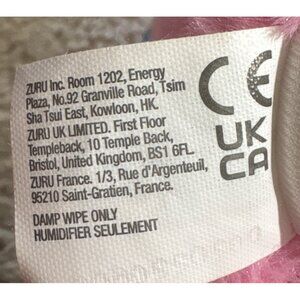 ZURU Inc. Room 1202, Energy
Plaza, No.92 Granville Road, Tsim
Sha Tsui East, Kowloon, HK.
ZURU UK LIMITED. First Floor
Templeback, 10 Temple Back,
Bristol, United Kingdom, BS1 6FL.
ZURU France. 1/3, Rue d'Argenteuil,
95210 Saint-Gratien, France.
DAMP WIPE ONLY
HUMIDIFIER SEULEMENT
CE
UK
CA